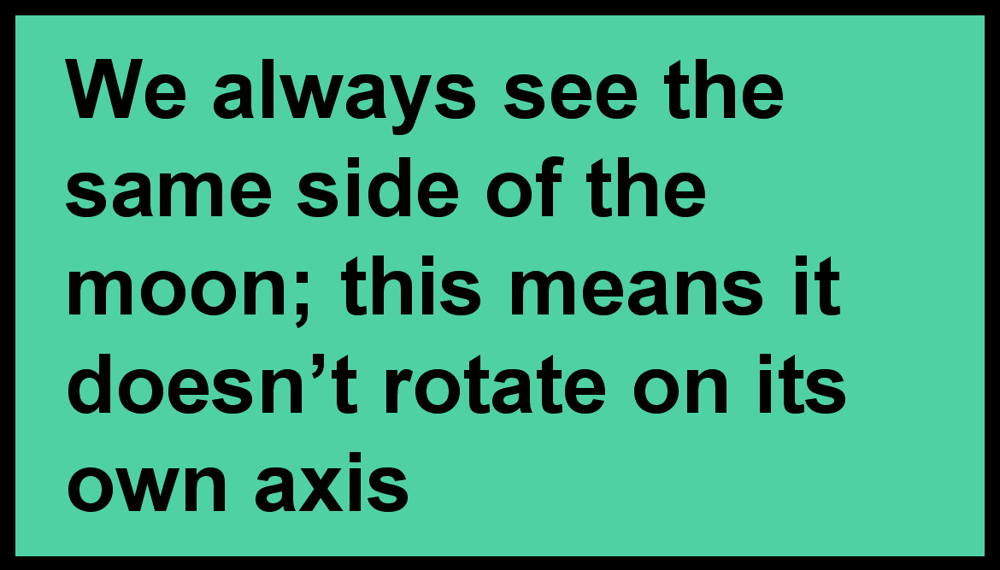 We always see the
same side of the
moon; this means it
doesn’t rotate on its
own axis